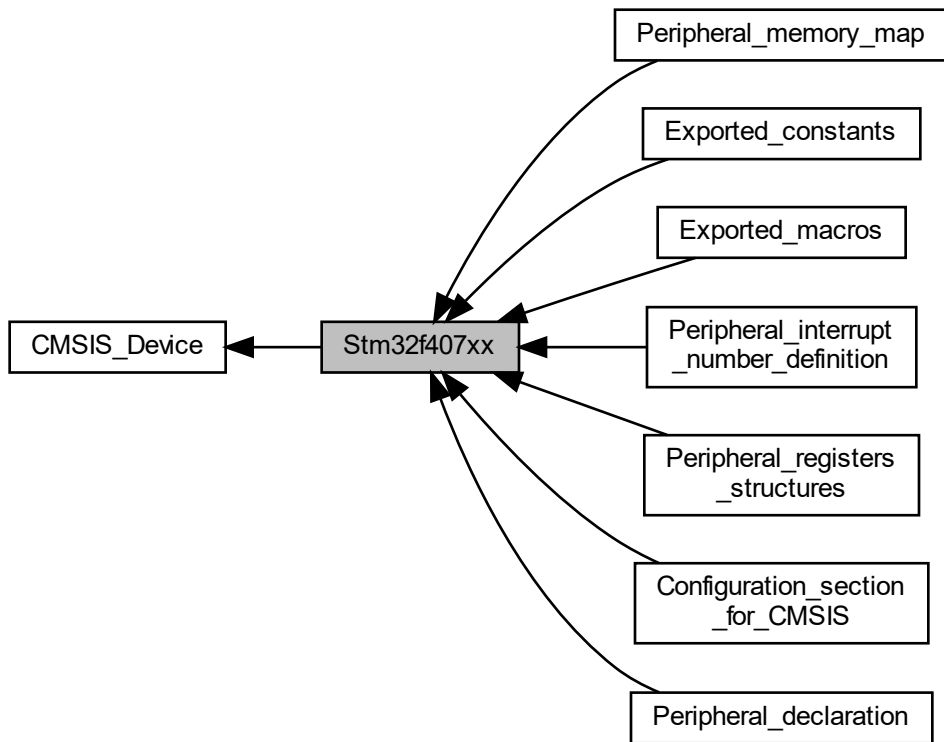 Peripheral_memory_map
Exported_constants
Exported_macros
CMSIS_Device
Stm32f407xx
Peripheral_interrupt
_number_definition
Peripheral_registers
_structures
Configuration_section
_for_CMSIS
Peripheral_declaration